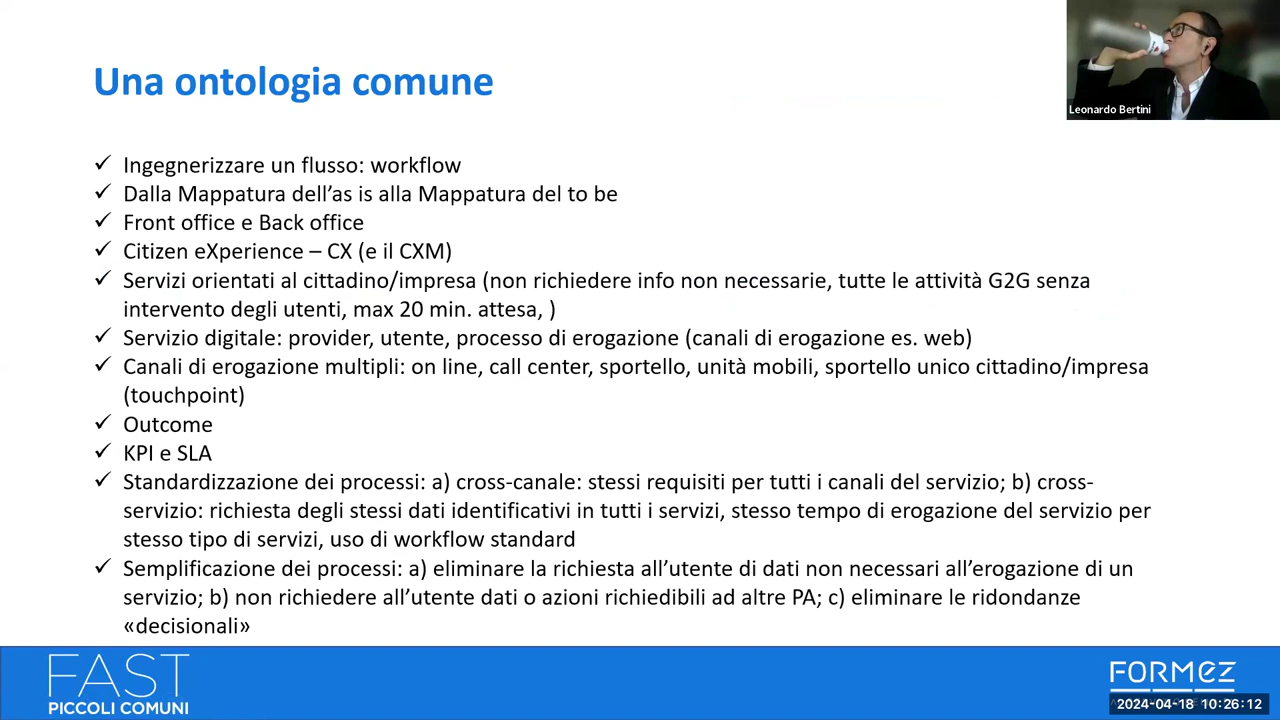 Una ontologia comune
Leonardo Bertini
✓ Ingegnerizzare un flusso: workflow
✓ Dalla Mappatura dell’as is alla Mappatura del to be
✓ Front office e Back office
✓ Citizen eXperience – CX (e il CXM)
✓ Servizi orientati al cittadino/impresa (non richiedere info non necessarie, tutte le attività G2G senza
intervento degli utenti, max 20 min. attesa, )
✓ Servizio digitale: provider, utente, processo di erogazione (canali di erogazione es. web)
✓ Canali di erogazione multipli: on line, call center, sportello, unità mobili, sportello unico cittadino/impresa
(touchpoint)
✓ Outcome
✓ KPI e SLA
✓ Standardizzazione dei processi: a) cross-canale: stessi requisiti per tutti i canali del servizio; b) cross-
servizio: richiesta degli stessi dati identificativi in tutti i servizi, stesso tempo di erogazione del servizio per
stesso tipo di servizi, uso di workflow standard
✓ Semplificazione dei processi: a) eliminare la richiesta all’utente di dati non necessari all’erogazione di un
servizio; b) non richiedere all’utente dati o azioni richiedibili ad altre PA; c) eliminare le ridondanze
«decisionali»
FAST
PICCOLI COMUNI
FORMEZ
2024-04-18 10:26:12